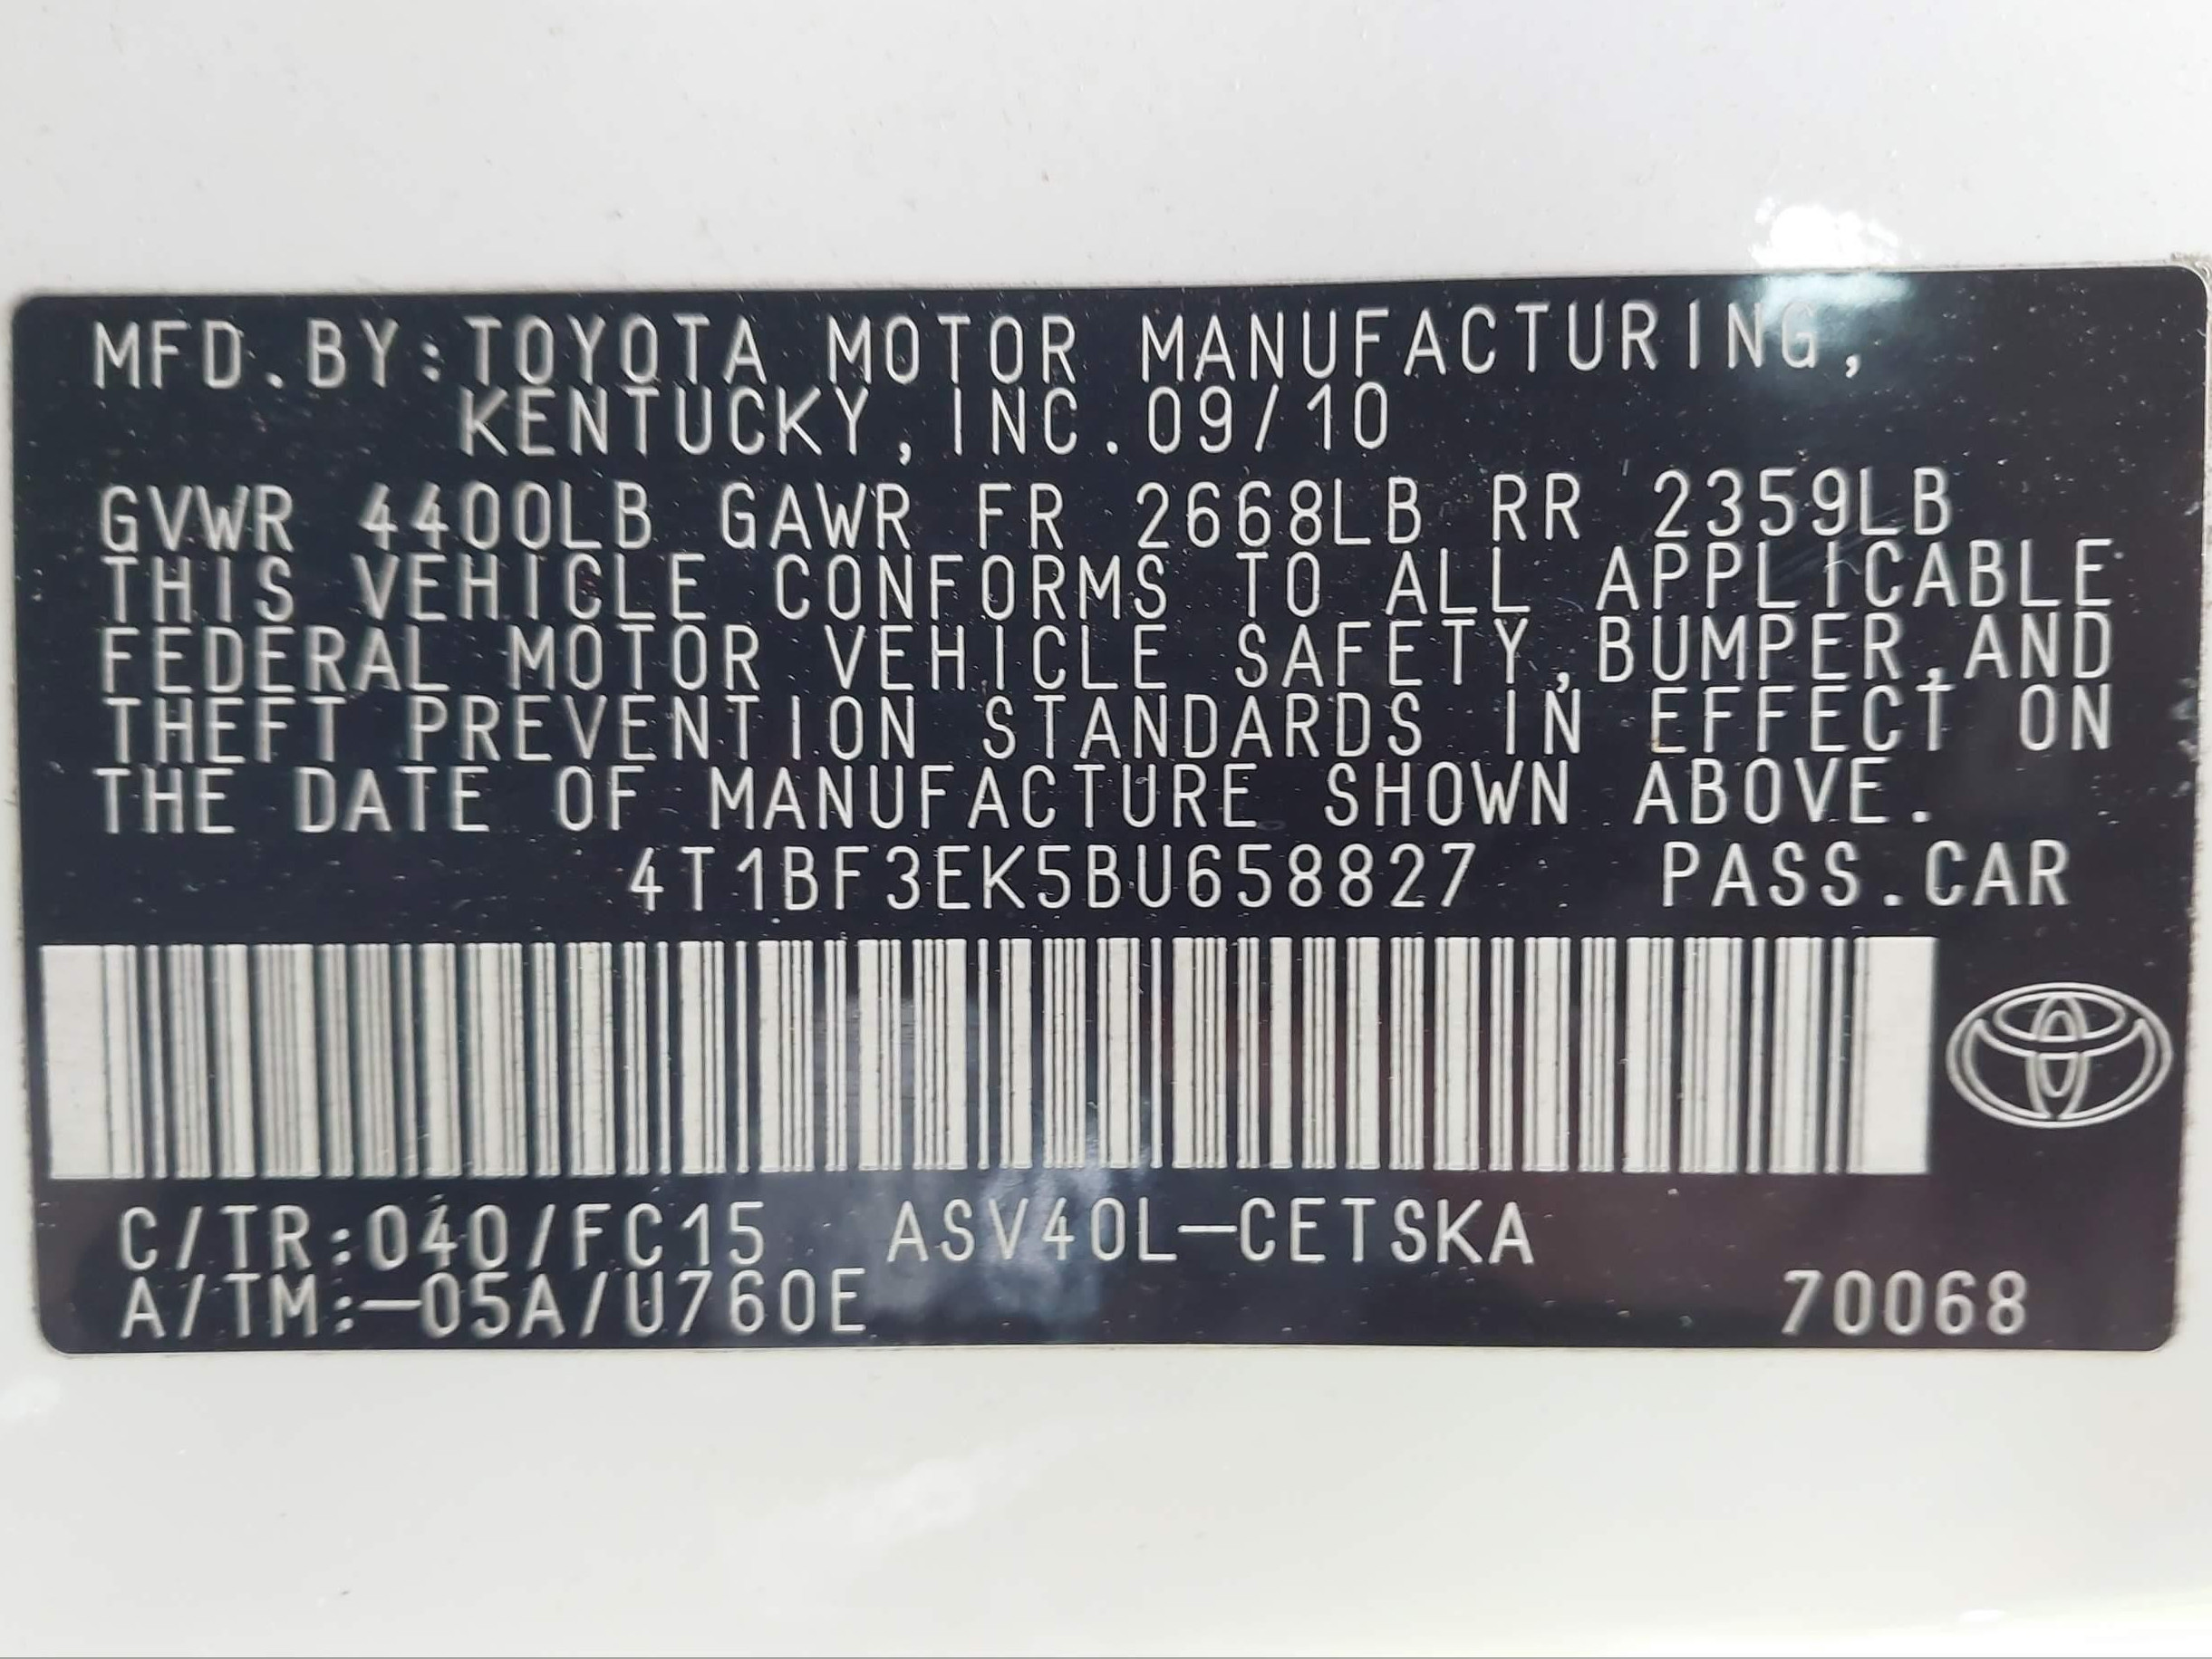 MFD.BY:TOYOTA MOTOR MANUFACTURING,
KENTUCKY,INC.09/10
GVWR 4400LB GAWR FR 2668LB RR 2359LB
THIS VEHICLE CONFORMS TO ALL APPLICABLE
FEDERAL MOTOR VEHICLE SAFETY,BUMPER,AND
THEFT PREVENTION STANDARDS IN EFFECT ON
THE DATE OF MANUFACTURE SHOWN ABOVE.
4T1BF3EK5BU658827 PASS.CAR
C/TR:040/FC15 ASV40L-CETSKA
A/TM:-05A/U760E 70068